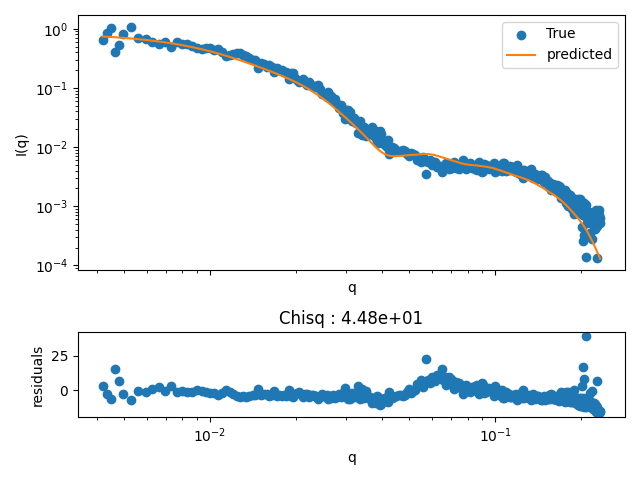 10⁰
10⁻¹
10⁻²
10⁻³
10⁻⁴
I(q)
True
predicted
q
Chisq : 4.48e+01
25
0
residuals
10⁻²
10⁻¹
q